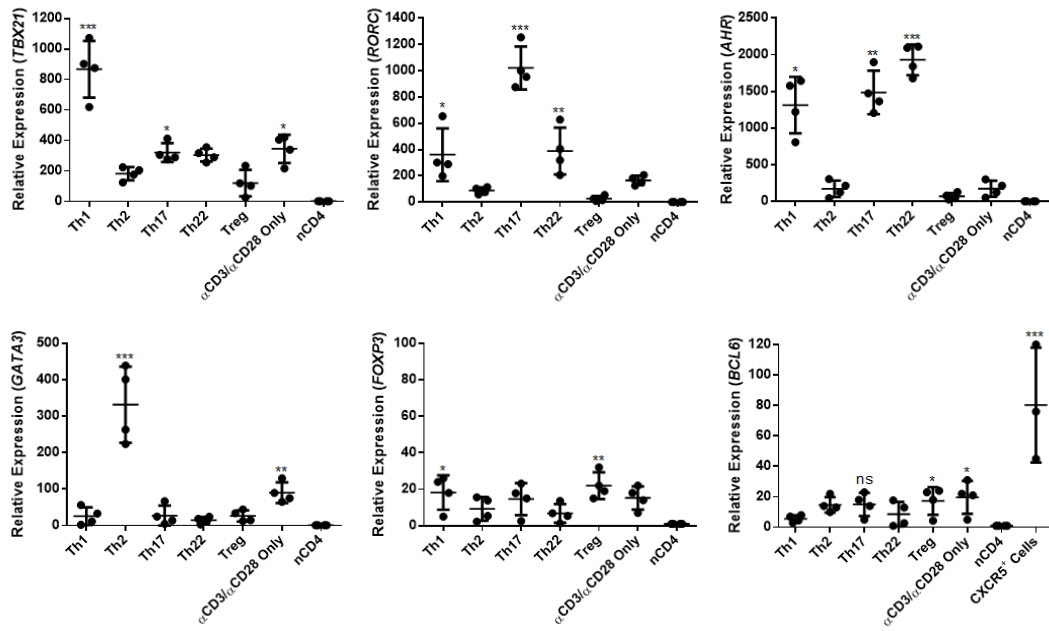 Relative Expression (TBX21)
1200
1000
800
600
400
200
0
***
*
*
Th1
Th2
Th17
Th22
Treg
αCD3/αCD28 Only
nCD4
Relative Expression (RORC)
1400
1200
1000
800
600
400
200
0
*
***
**
Th1
Th2
Th17
Th22
Treg
αCD3/αCD28 Only
nCD4
Relative Expression (AHR)
2500
2000
1500
1000
500
0
*
**
***
Th1
Th2
Th17
Th22
Treg
αCD3/αCD28 Only
nCD4
Relative Expression (GATA3)
500
400
300
200
100
0
***
**
Th1
Th2
Th17
Th22
Treg
αCD3/αCD28 Only
nCD4
Relative Expression (FOXP3)
100
80
60
40
20
0
*
**
Th1
Th2
Th17
Th22
Treg
αCD3/αCD28 Only
nCD4
Relative Expression (BCL6)
120
100
80
60
40
20
0
ns
*
*
***
Th1
Th2
Th17
Th22
Treg
αCD3/αCD28 Only
nCD4
CXCR5⁺ Cells